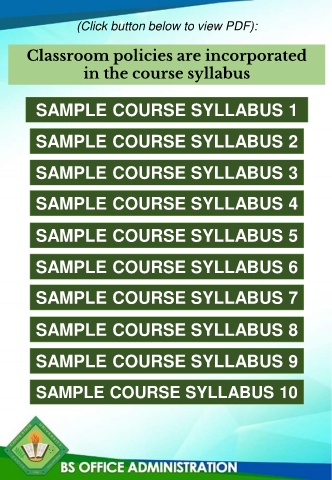 (Click button below to view PDF):
Classroom policies are incorporated
in the course syllabus
SAMPLE COURSE SYLLABUS 1
SAMPLE COURSE SYLLABUS 2
SAMPLE COURSE SYLLABUS 3
SAMPLE COURSE SYLLABUS 4
SAMPLE COURSE SYLLABUS 5
SAMPLE COURSE SYLLABUS 6
SAMPLE COURSE SYLLABUS 7
SAMPLE COURSE SYLLABUS 8
SAMPLE COURSE SYLLABUS 9
SAMPLE COURSE SYLLABUS 10
BS OFFICE ADMINISTRATION